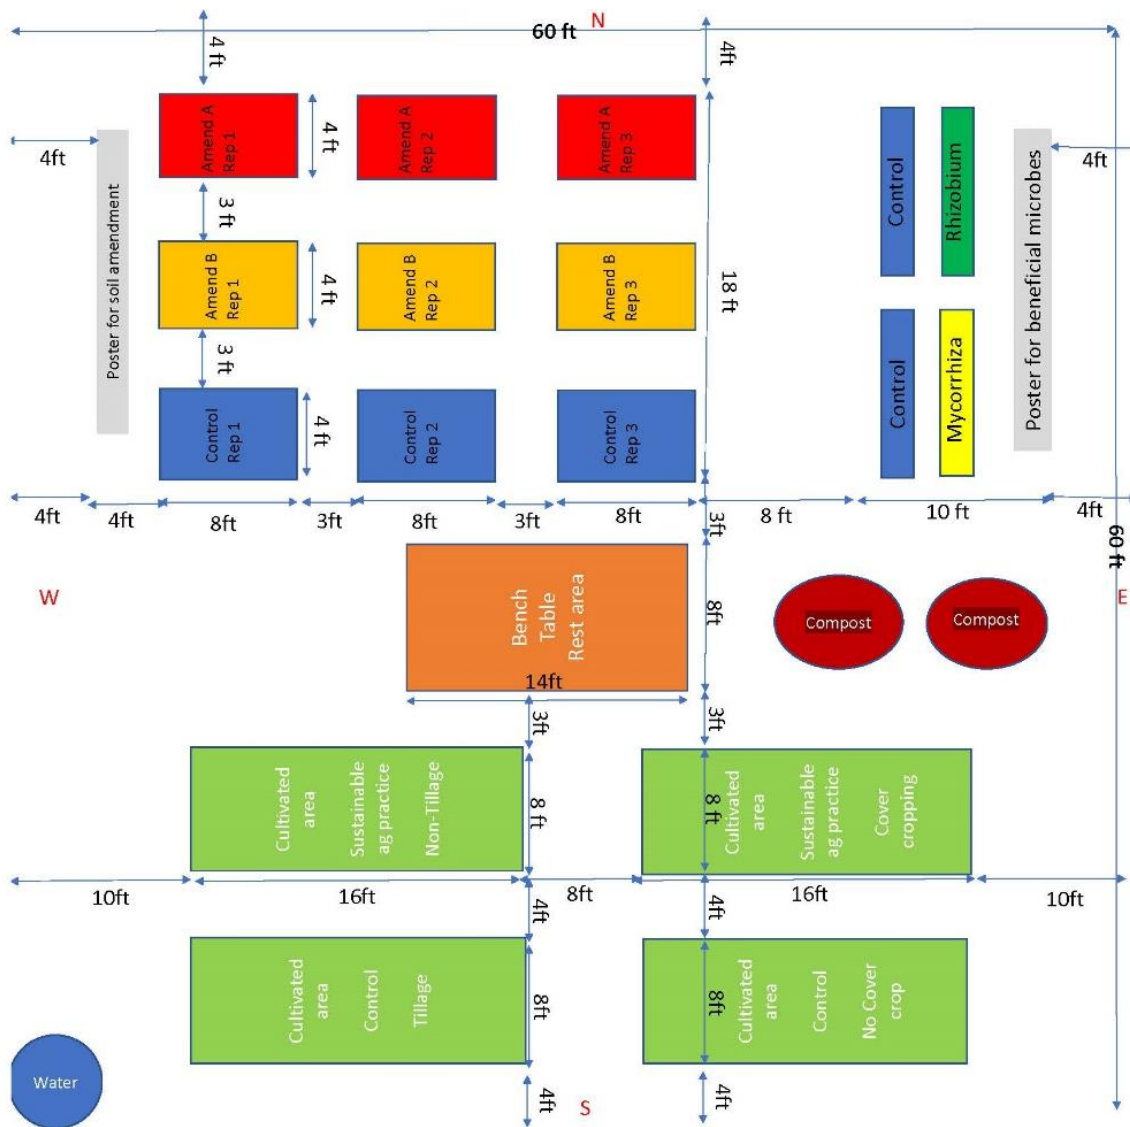 N
60 ft
4 ft
4ft
Amend A
Rep 1
4 ft
Amend A
Rep 2
Amend A
Rep 3
Control
Rhizobium
4ft
Poster for soil amendment
Poster for beneficial microbes
4ft
3 ft
Amend B
Rep 1
4 ft
Amend B
Rep 2
Amend B
Rep 3
18 ft
3 ft
Control
Mycorrhiza
Control
Rep 1
4 ft
Control
Rep 2
Control
Rep 3
4ft
4ft
8ft
3ft
8ft
3ft
8ft
3ft
8 ft
10 ft
4ft
60 ft
W
Bench
Table
Rest area
14ft
8ft
Compost
Compost
E
3ft
3ft
Cultivated
area
Sustainable
ag practice
Non-Tillage
8 ft
Cultivated
area
Sustainable
ag practice
Cover
cropping
8 ft
10ft
16ft
8ft
16ft
10ft
4ft
4ft
Cultivated
area
Control
Tillage
8ft
Cultivated
area
Control
No Cover
crop
8ft
Water
4ft
S
4ft